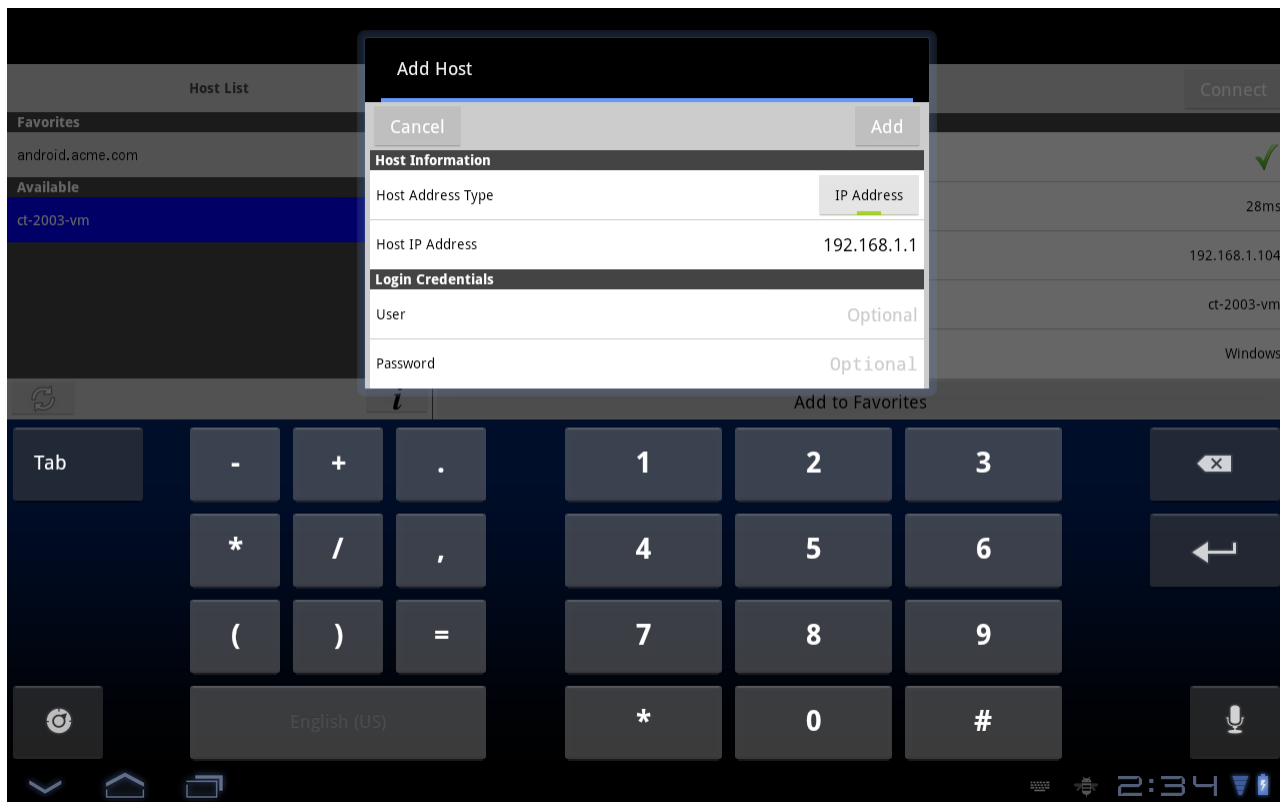 Add Host
Host List
Connect
Cancel
Add
Favorites
Host Information
android.acme.com
Available
Host Address Type
IP Address
ct-2003-vm
28ms
Host IP Address
192.168.1.1
192.168.1.104
Login Credentials
User
Optional
ct-2003-vm
Password
Optional
Windows
i
Add to Favorites
Tab - + . 1 2 3
* / , 4 5 6
( ) = 7 8 9
English (US) * 0 #
2:34